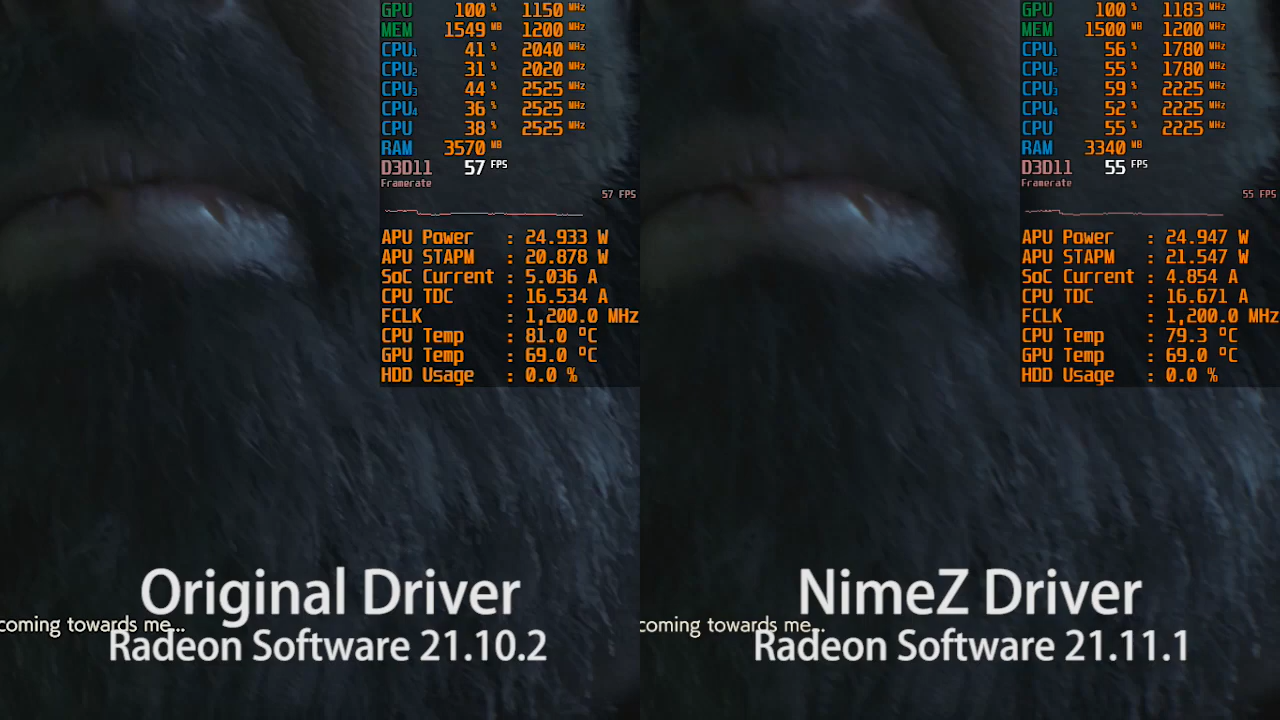 GPU 100 % 1150 MHz
MEM 1549 MB 1200 MHz
CPU1 41 % 2040 MHz
CPU2 31 % 2020 MHz
CPU3 44 % 2525 MHz
CPU4 36 % 2525 MHz
CPU 38 % 2525 MHz
RAM 3570 MB
D3D11 57 FPS
Framerate
57 FPS
APU Power : 24.933 W
APU STAPM : 20.878 W
SoC Current : 5.036 A
CPU TDC : 16.534 A
FCLK : 1,200.0 MHz
CPU Temp : 81.0 ºC
GPU Temp : 69.0 ºC
HDD Usage : 0.0 %
Original Driver
coming towards me...
Radeon Software 21.10.2
GPU 100 % 1183 MHz
MEM 1500 MB 1200 MHz
CPU1 56 % 1780 MHz
CPU2 55 % 1780 MHz
CPU3 59 % 2225 MHz
CPU4 52 % 2225 MHz
CPU 55 % 2225 MHz
RAM 3340 MB
D3D11 55 FPS
Framerate
55 FPS
APU Power : 24.947 W
APU STAPM : 21.547 W
SoC Current : 4.854 A
CPU TDC : 16.671 A
FCLK : 1,200.0 MHz
CPU Temp : 79.3 ºC
GPU Temp : 69.0 ºC
HDD Usage : 0.0 %
NimeZ Driver
coming towards me...
Radeon Software 21.11.1